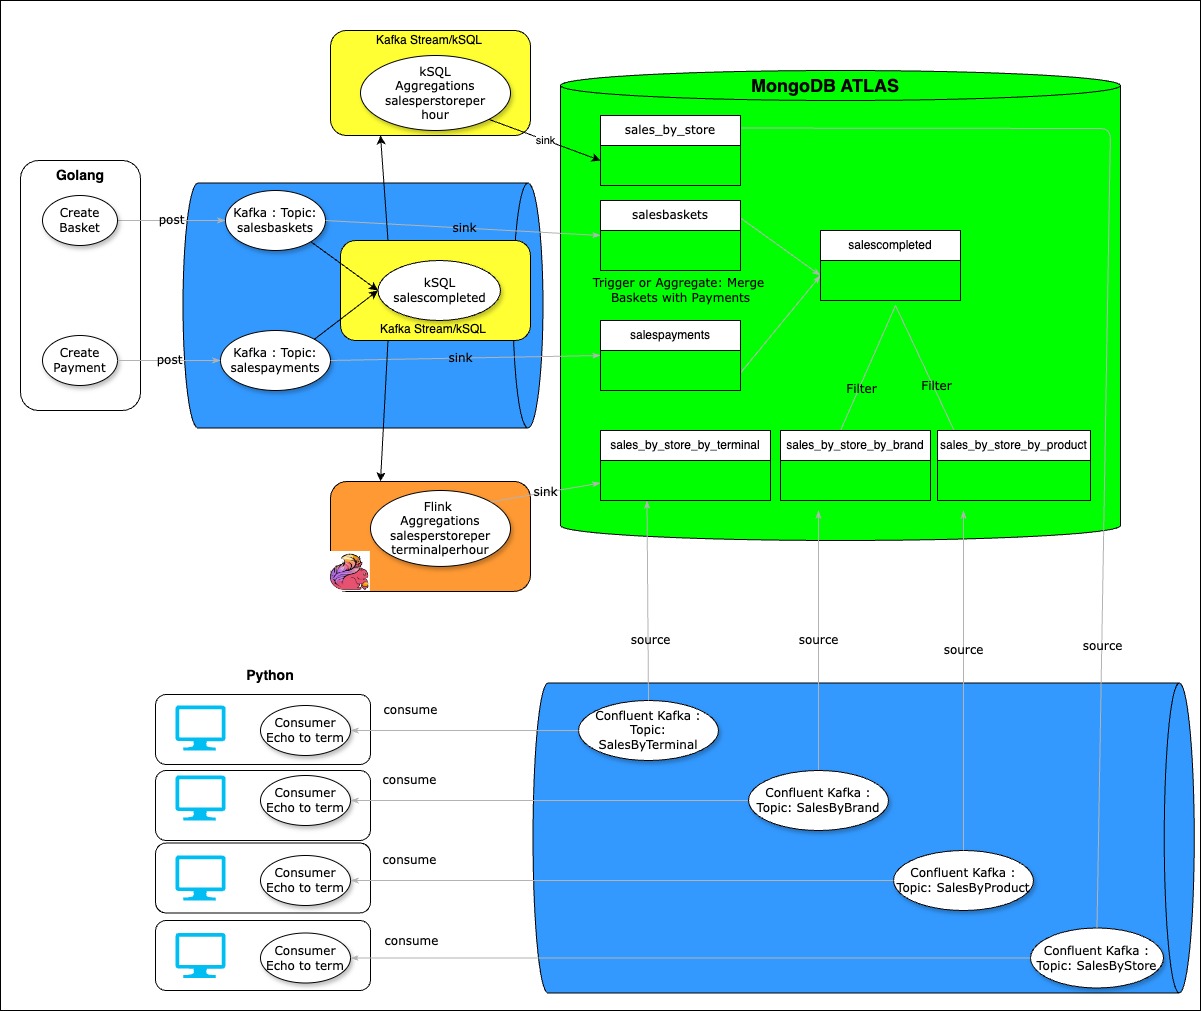 Kafka Stream/kSQL
kSQL
Aggregations
salesperstoreper
hour
sink
MongoDB ATLAS
sales_by_store
Golang
Create
Basket
post
Kafka : Topic:
salesbaskets
sink
salesbaskets
salescompleted
kSQL
salescompleted
Kafka Stream/kSQL
Trigger or Aggregate: Merge
Baskets with Payments
Create
Payment
post
Kafka : Topic:
salespayments
sink
salespayments
Filter
Filter
sales_by_store_by_terminal
sales_by_store_by_brand
sales_by_store_by_product
Flink
Aggregations
salesperstoreper
terminalperhour
sink
source
source
source
source
Python
Consumer
Echo to term
consume
Confluent Kafka :
Topic:
SalesByTerminal
Consumer
Echo to term
consume
Confluent Kafka :
Topic: SalesByBrand
Consumer
Echo to term
consume
Confluent Kafka :
Topic: SalesByProduct
Consumer
Echo to term
consume
Confluent Kafka :
Topic: SalesByStore